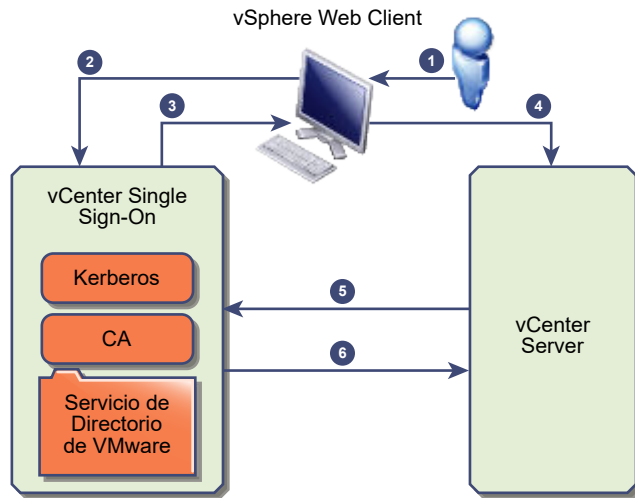 vSphere Web Client
1
2
3
4
vCenter Single
Sign-On
Kerberos
CA
Servicio de
Directorio
de VMware
5
6
vCenter
Server